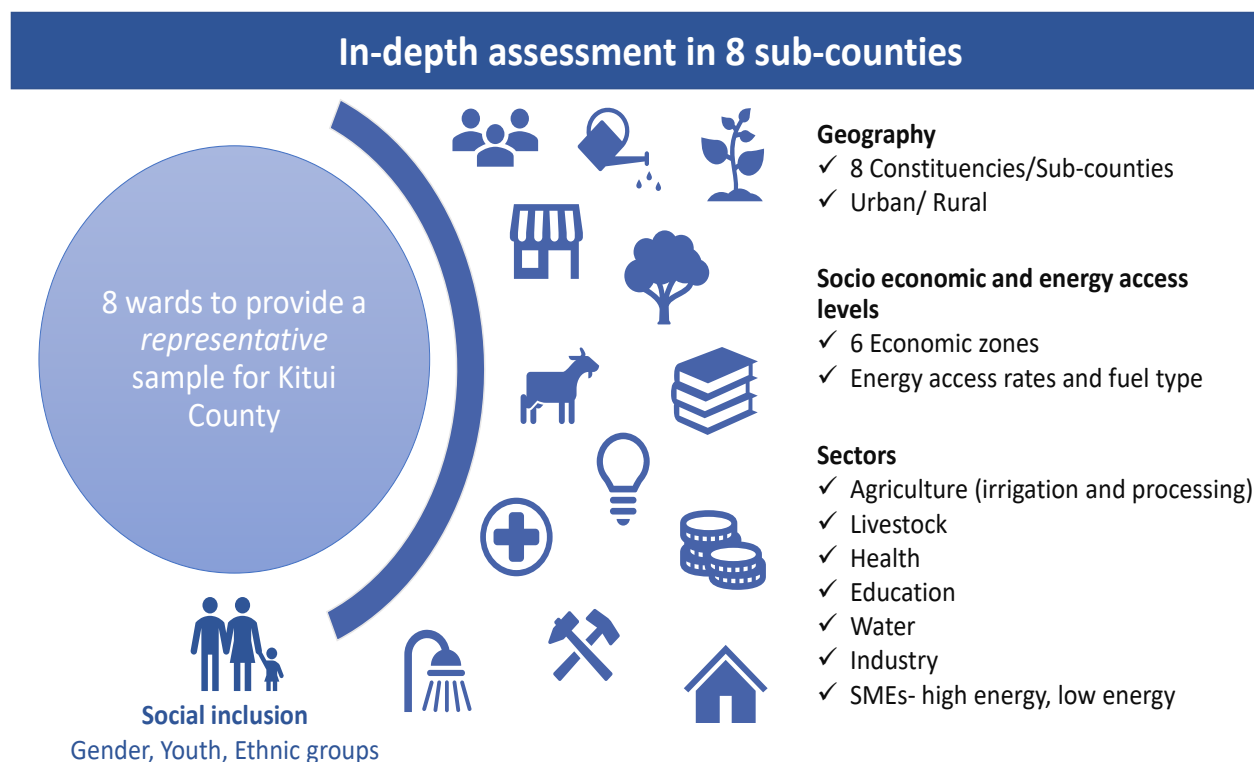 In-depth assessment in 8 sub-counties
8 wards to provide a
representative
sample for Kitui
County
Social inclusion
Gender, Youth, Ethnic groups
Geography
✓ 8 Constituencies/Sub-counties
✓ Urban/ Rural
Socio economic and energy access
levels
✓ 6 Economic zones
✓ Energy access rates and fuel type
Sectors
✓ Agriculture (irrigation and processing)
✓ Livestock
✓ Health
✓ Education
✓ Water
✓ Industry
✓ SMEs- high energy, low energy